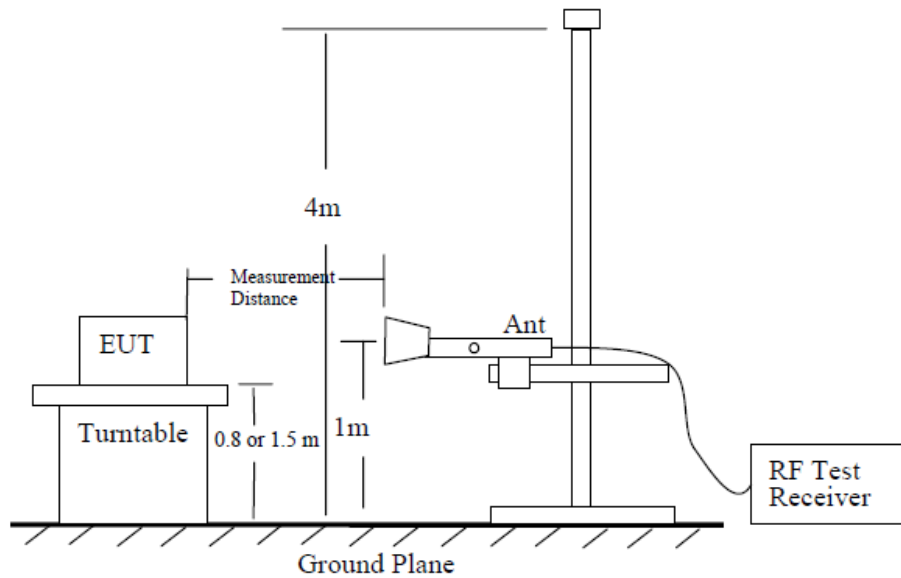 4m
Measurement
Distance
Ant
EUT
Turntable
0.8 or 1.5 m
1m
RF Test
Receiver
Ground Plane